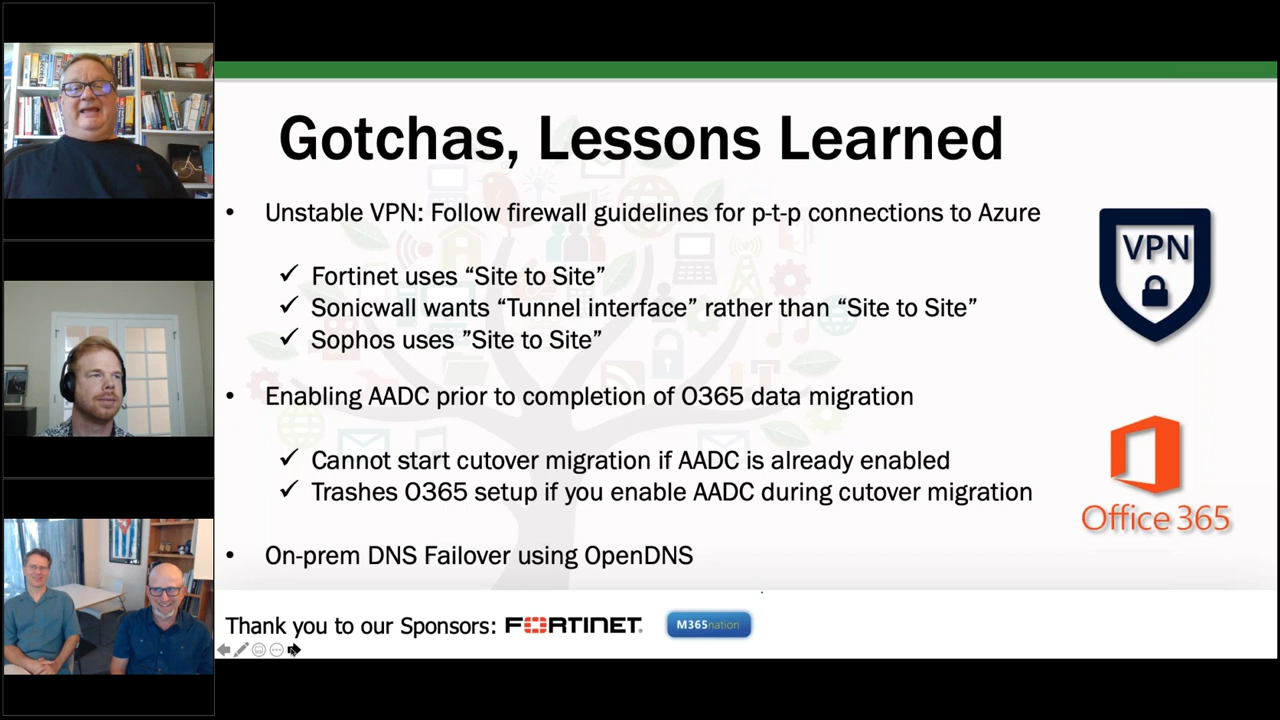 Gotchas, Lessons Learned
• Unstable VPN: Follow firewall guidelines for p-t-p connections to Azure
✓ Fortinet uses “Site to Site”
✓ Sonicwall wants “Tunnel interface” rather than “Site to Site”
✓ Sophos uses ”Site to Site”
• Enabling AADC prior to completion of O365 data migration
✓ Cannot start cutover migration if AADC is already enabled
✓ Trashes O365 setup if you enable AADC during cutover migration
• On-prem DNS Failover using OpenDNS
VPN
Office 365
Thank you to our Sponsors: FORTINET® M365nation